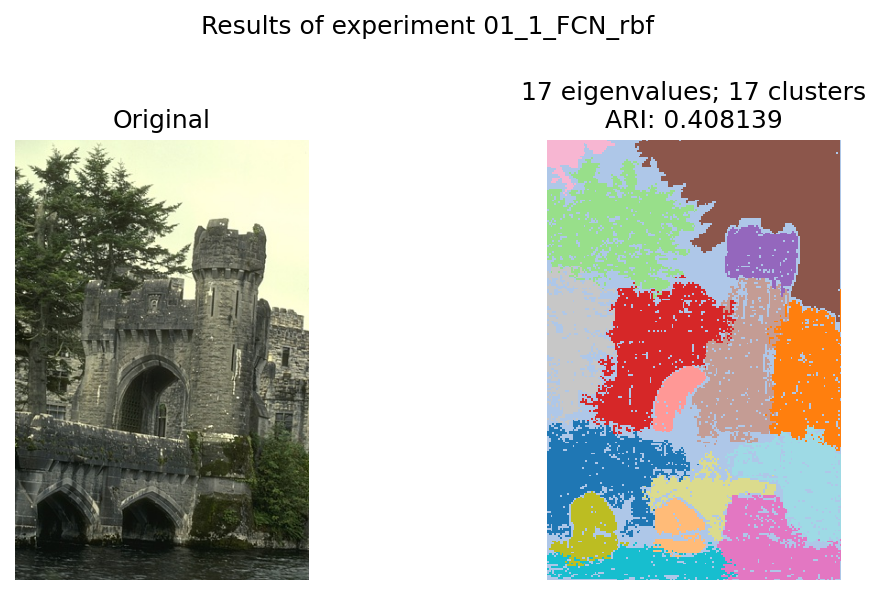 Results of experiment 01_1_FCN_rbf
Original
17 eigenvalues; 17 clusters
ARI: 0.408139